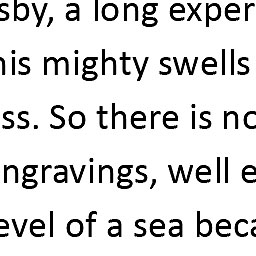 sby, a long exper
his mighty swells
ss. So there is no
ngravings, well e
evel of a sea beca